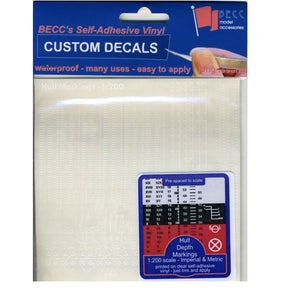 BECC's Self-Adhesive Vinyl
CUSTOM DECALS
waterproof - many uses - easy to apply
BECC
model
accessories
Hull Markings 1:200
Pre-spaced to scale
Hull
Depth
Markings
1:200 scale - Imperial & Metric
printed on clear self-adhesive
vinyl - just trim and apply